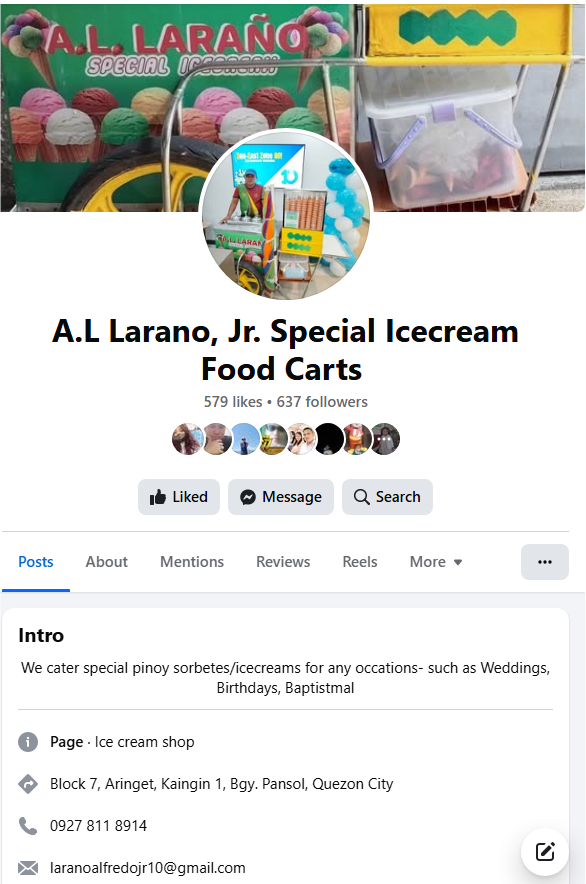 A.L. LARAÑO
SPECIAL ICECREAM
A.L. LARAÑ
A.L Larano, Jr. Special Icecream
Food Carts
579 likes • 637 followers
Liked
Message
Search
Posts
About
Mentions
Reviews
Reels
More
Intro
We cater special pinoy sorbetes/icecreams for any occations- such as Weddings,
Birthdays, Baptistmal
Page · Ice cream shop
Block 7, Aringet, Kaingin 1, Bgy. Pansol, Quezon City
0927 811 8914
laranoalfredojr10@gmail.com